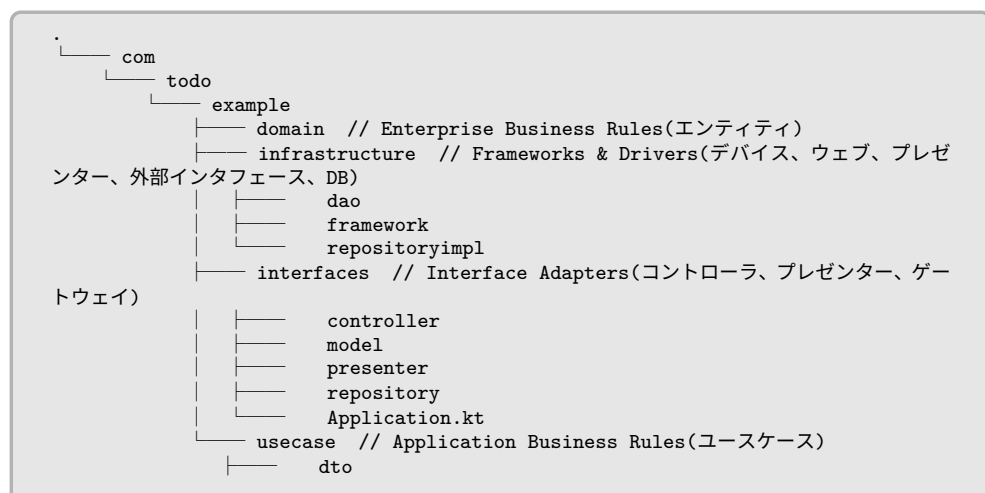 .
└── com
    └── todo
        └── example
            ├── domain  // Enterprise Business Rules(エンティティ)
            ├── infrastructure  // Frameworks & Drivers(デバイス、ウェブ、プレゼ
ンター、外部インタフェース、DB)
            │   ├── dao
            │   ├── framework
            │   └── repositoryimpl
            ├── interfaces  // Interface Adapters(コントローラ、プレゼンター、ゲー
トウェイ)
            │   ├── controller
            │   ├── model
            │   ├── presenter
            │   ├── repository
            │   └── Application.kt
            └── usecase  // Application Business Rules(ユースケース)
                ├── dto